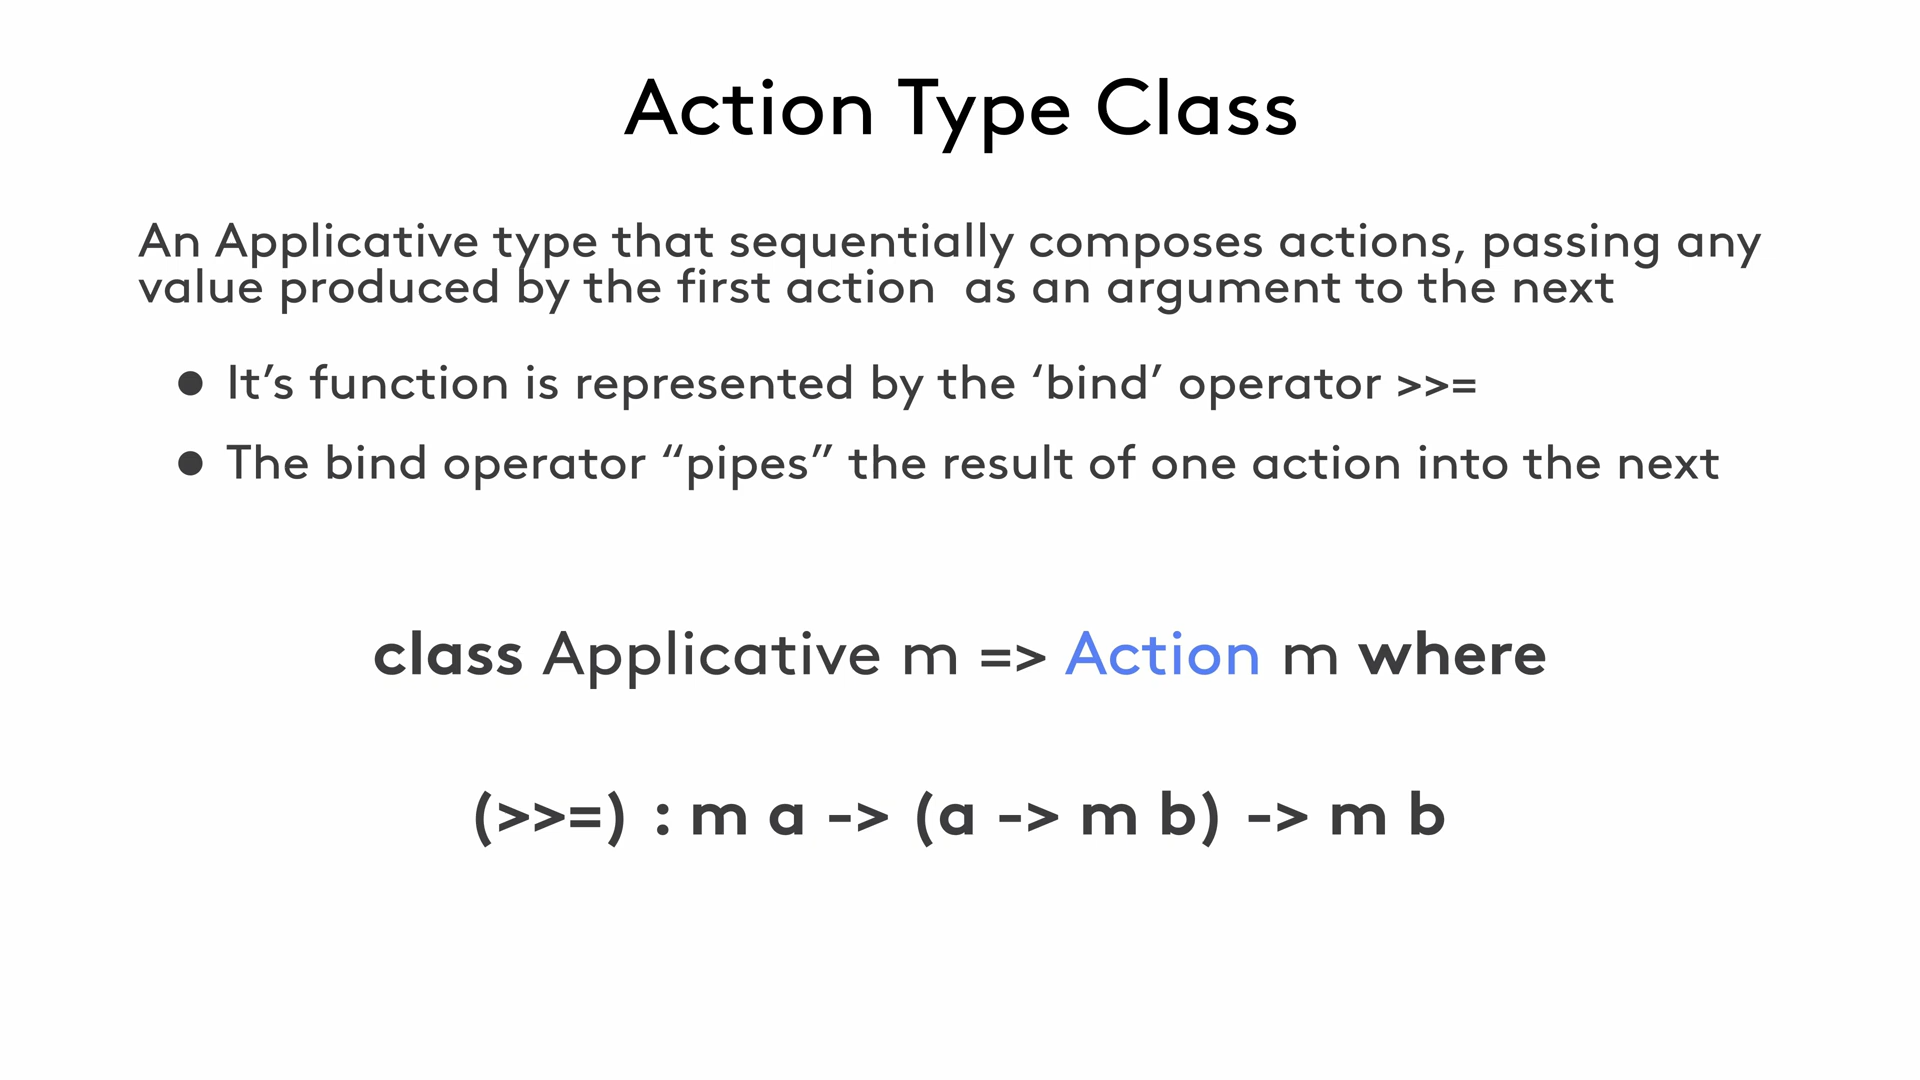 Action Type Class
An Applicative type that sequentially composes actions, passing any
value produced by the first action  as an argument to the next
● It’s function is represented by the ‘bind’ operator >>=
● The bind operator “pipes” the result of one action into the next
class Applicative m => Action m where
(>>=) : m a -> (a -> m b) -> m b